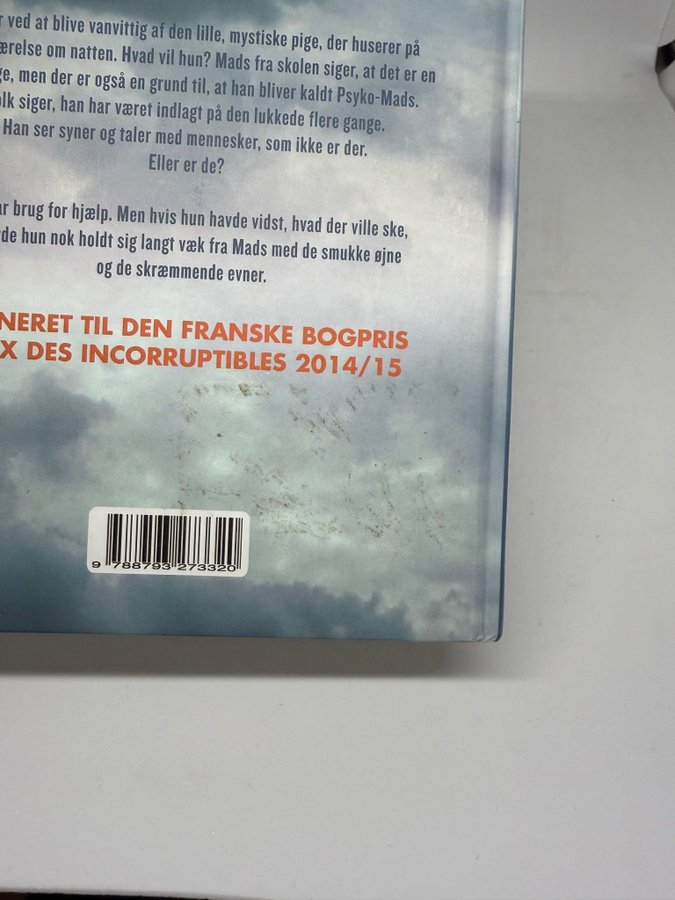 ved at blive vanvittig af den lille, mystiske pige, der huserer på
ærelse om natten. Hvad vil hun? Mads fra skolen siger, at det er en
ge, men der er også en grund til, at han bliver kaldt Psyko-Mads.
olk siger, han har været indlagt på den lukkede flere gange.
Han ser syner og taler med mennesker, som ikke er der.
Eller er de?
ar brug for hjælp. Men hvis hun havde vidst, hvad der ville ske,
de hun nok holdt sig langt væk fra Mads med de smukke øjne
og de skræmmende evner.
NERET TIL DEN FRANSKE BOGPRIS
X DES INCORRUPTIBLES 2014/15
9 788793 273320